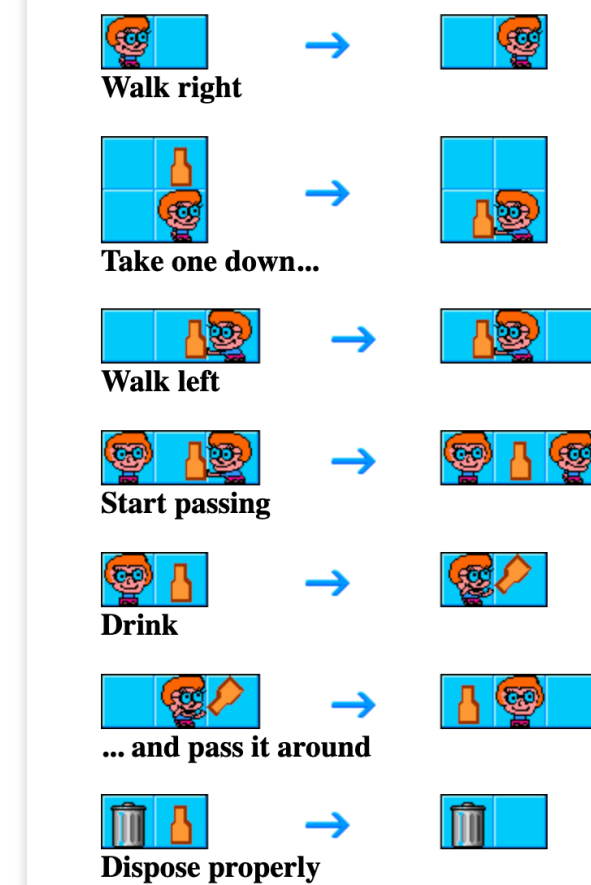 Walk right
Take one down...
Walk left
Start passing
Drink
... and pass it around
Dispose properly